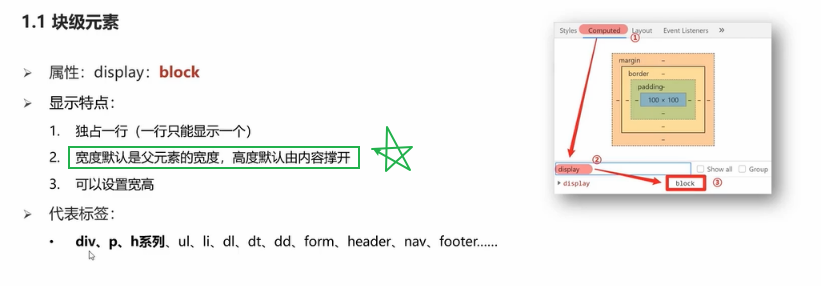 1.1 块级元素
➢ 属性：display：block
➢ 显示特点：
1. 独占一行（一行只能显示一个）
2. 宽度默认是父元素的宽度，高度默认由内容撑开
3. 可以设置宽高
➢ 代表标签：
• div、p、h系列、ul、li、dl、dt、dd、form、header、nav、footer......
Styles Computed Layout Event Listeners »
①
margin -
border -
padding-
- - - 100 × 100 - - -
-
-
-
②
display Show all Group
display block ③